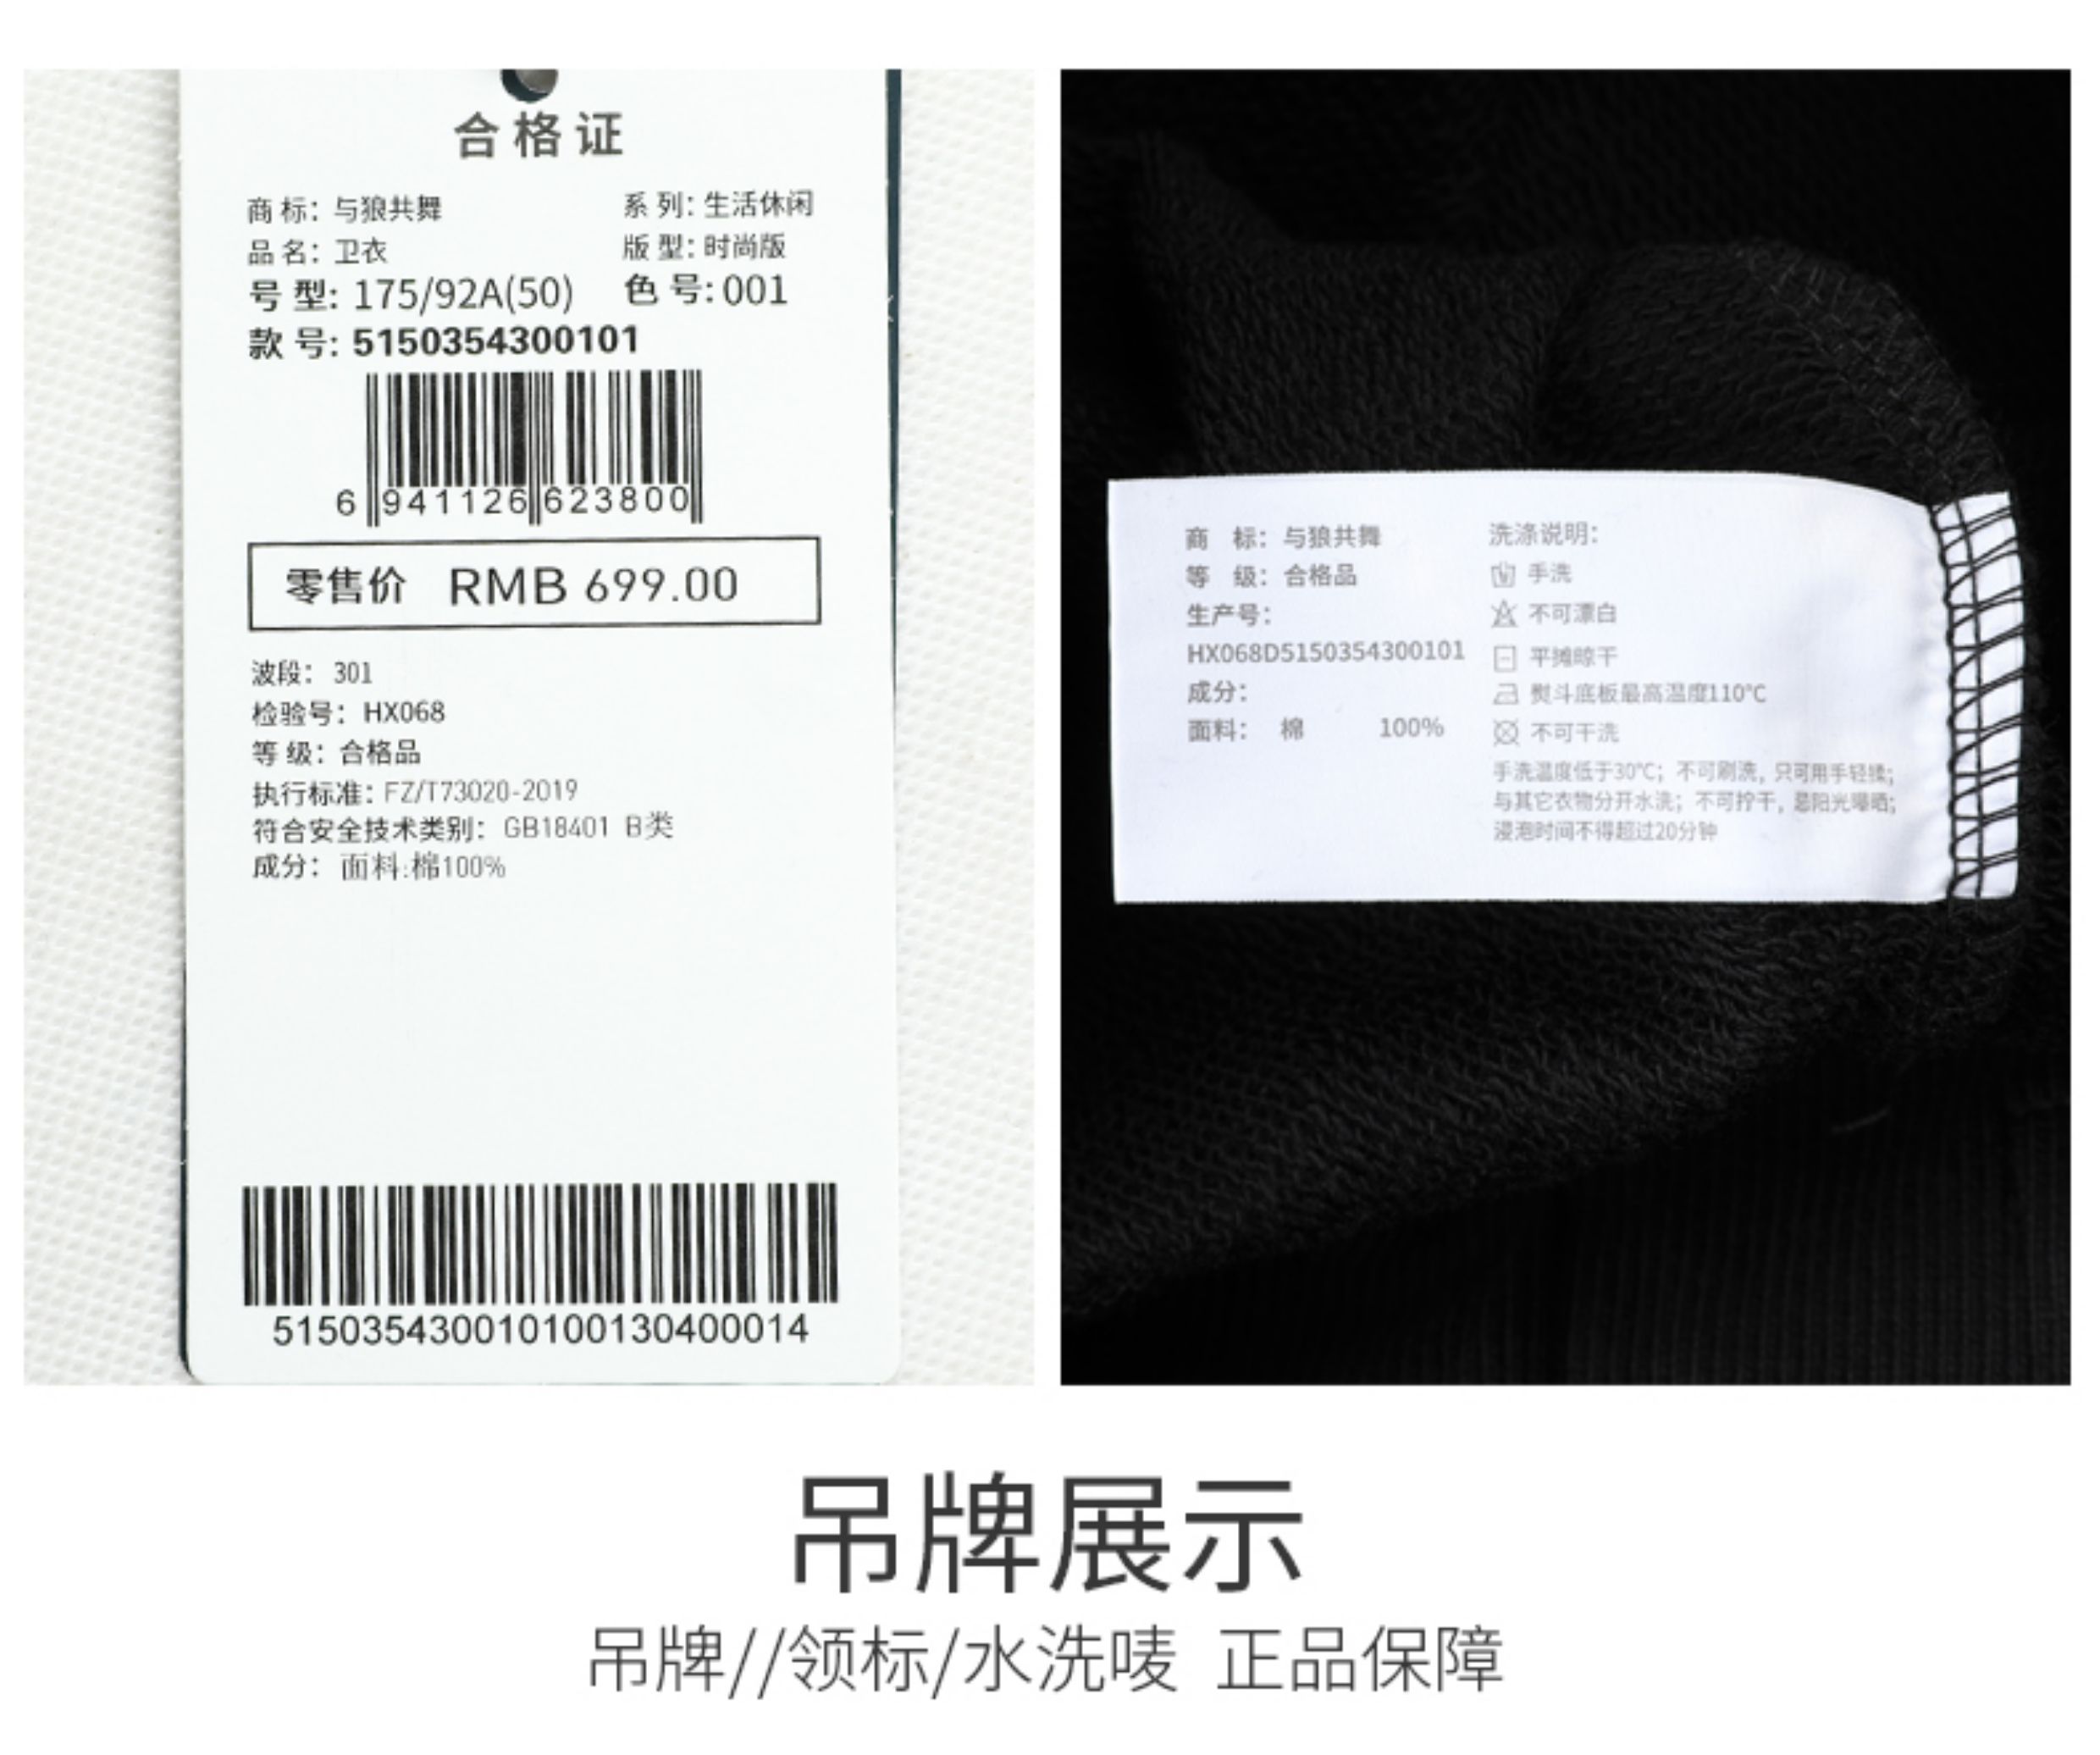 合格证
商标：与狼共舞 系列：生活休闲
品名：卫衣 版型：时尚版
号型：175/92A(50) 色号：001
款号：5150354300101
6 941126 623800
零售价 RMB 699.00
波段： 301
检验号：HX068
等级：合格品
执行标准：FZ/T73020-2019
符合安全技术类别：GB18401 B类
成分：面料:棉100%
515035430010100130400014
商 标：与狼共舞
等 级：合格品
生产号：
HX068D5150354300101
成分：
面料： 棉 100%
洗涤说明：
手洗
不可漂白
平摊晾干
熨斗底板最高温度110℃
不可干洗
手洗温度低于30℃；不可刷洗，只可用手轻揉；
与其它衣物分开水洗；不可拧干，忌阳光曝晒；
浸泡时间不得超过20分钟
吊牌展示
吊牌//领标/水洗唛 正品保障